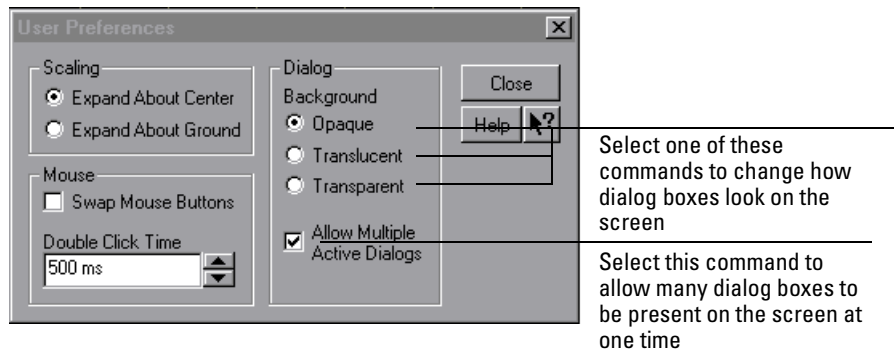 User Preferences
Scaling
Expand About Center
Expand About Ground
Mouse
Swap Mouse Buttons
Double Click Time
500 ms
Dialog
Background
Opaque
Translucent
Transparent
Allow Multiple
Active Dialogs
Close
Help ?
Select one of these
commands to change how
dialog boxes look on the
screen
Select this command to
allow many dialog boxes to
be present on the screen at
one time